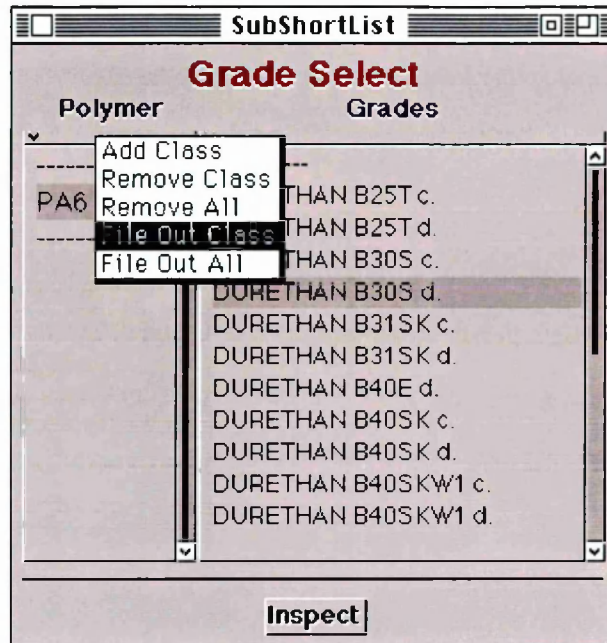 SubShortList
Grade Select
Polymer
Grades
Add Class
Remove Class
Remove All
File Out Class
File Out All
PA6
THAN B25T c.
THAN B25T d.
THAN B30S c.
DURETHAN B30S d.
DURETHAN B31SK c.
DURETHAN B31SK d.
DURETHAN B40E d.
DURETHAN B40SK c.
DURETHAN B40SK d.
DURETHAN B40SKW1 c.
DURETHAN B40SKW1 d.
Inspect